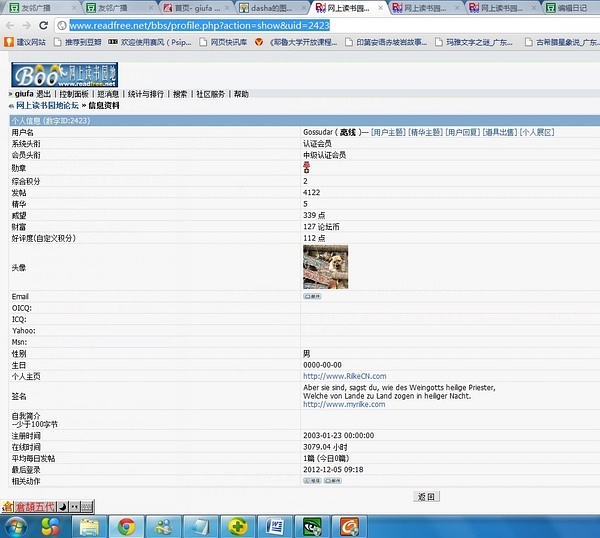 友邻广播
友邻广播
首页- giufa ...
dasha的图...
网上读书园...
网上读书园...
网上读书园...
编辑日记
www.readfree.net/bbs/profile.php?action=show&uid=2423
建议网站
推荐到豆瓣
欢迎使用赛风 ( Psip...
网页快讯库
《耶鲁大学开放课程...
印第安语赤坡岩故事...
玛雅文字之谜_广东...
古希腊星象说_广东...
Boo 网上读书园地
www.readfree.net
» giufa 退出 | 控制面板 | 短消息 | 统计与排行 | 搜索 | 社区服务 | 帮助
网上读书园地论坛 » 信息资料
个人信息 (数字ID:2423)
用户名 Gossudar ( 离线 )--- [用户主题] [精华主题] [用户回复] [道具出售] [个人展区]
系统头衔 认证会员
会员头衔 中级认证会员
勋章
综合积分 2
发帖 4122
精华 5
威望 339 点
财富 127 论坛币
好评度(自定义积分) 112 点
头像
Email 邮件
OICQ:
ICQ:
Yahoo:
Msn:
性别 男
生日 0000-00-00
个人主页 http://www.RikeCN.com
签名 Aber sie sind, sagst du, wie des Weingotts heilige Priester,
Welche von Lande zu Land zogen in heiliger Nacht.
http://www.myrike.com
自我简介
--少于100字节
注册时间 2003-01-23 00:00:00
在线时间 3079.04 小时
平均每日发帖 1篇 (今日0篇)
最后登录 2012-12-05 09:18
相关动作 短信 邮件
返 回
倉頡五代